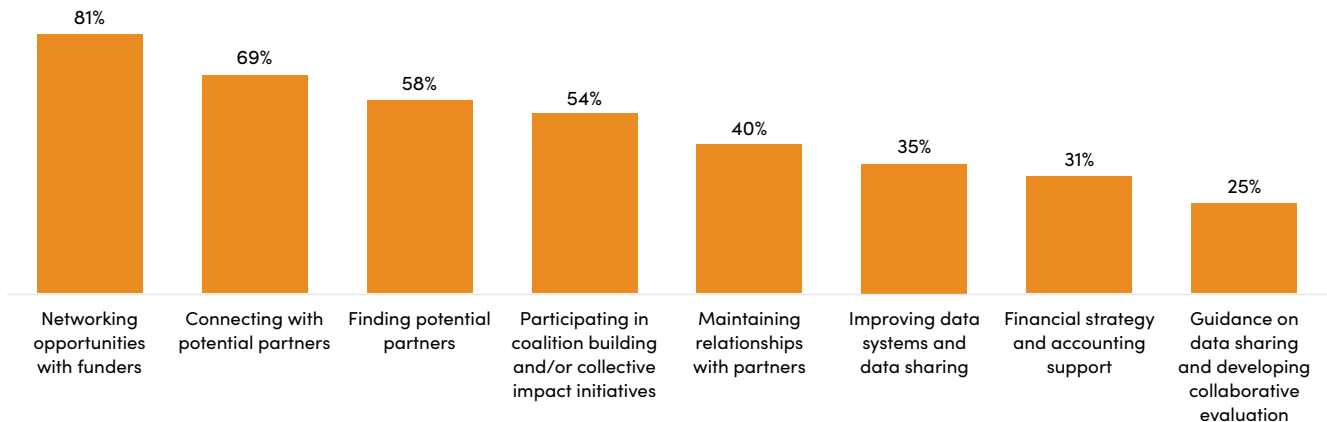 81%
69%
58%
54%
40%
35%
31%
25%
Networking
opportunities
with funders
Connecting with
potential partners
Finding potential
partners
Participating in
coalition building
and/or collective
impact initiatives
Maintaining
relationships
with partners
Improving data
systems and
data sharing
Financial strategy
and accounting
support
Guidance on
data sharing
and developing
collaborative
evaluation